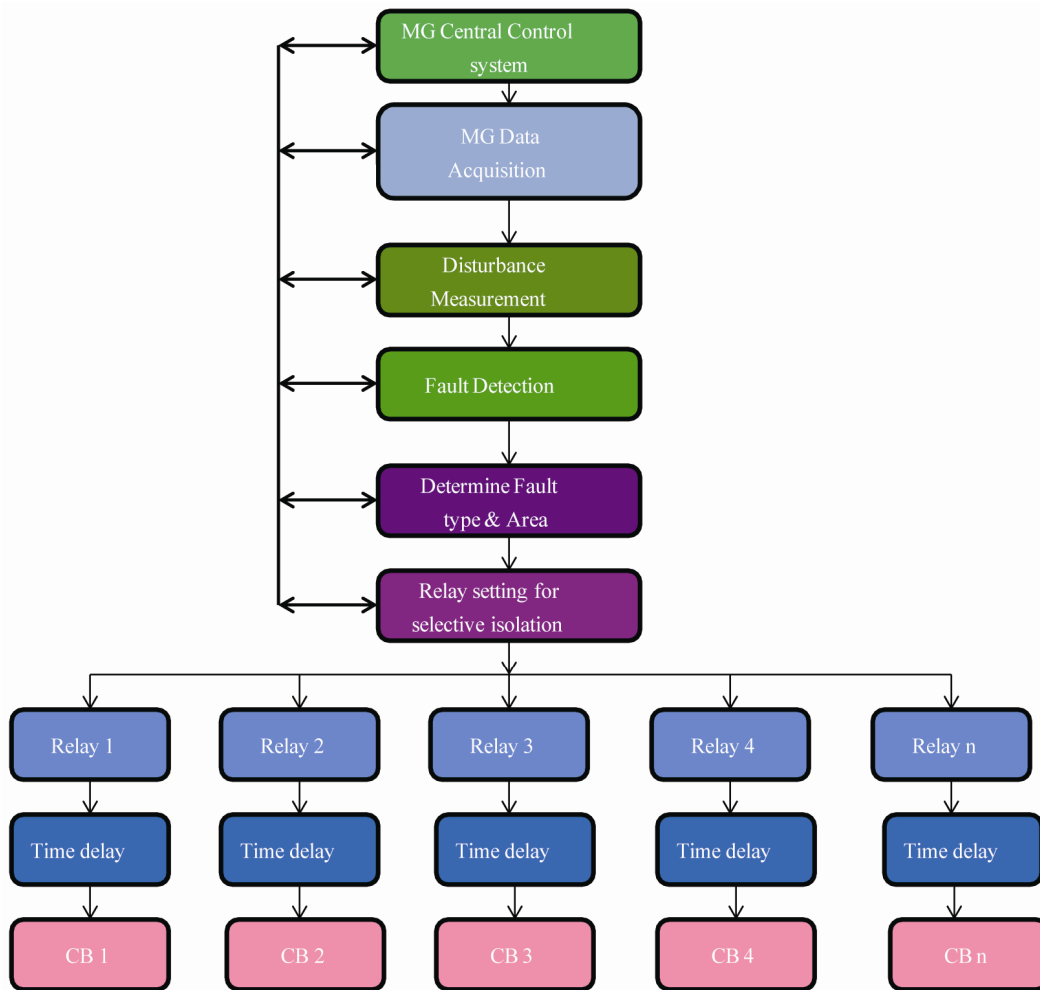 MG Central Control
system
MG Data
Acquisition
Disturbance
Measurement
Fault Detection
Determine Fault
type & Area
Relay setting for
selective isolation
Relay 1
Relay 2
Relay 3
Relay 4
Relay n
Time delay
Time delay
Time delay
Time delay
Time delay
CB 1
CB 2
CB 3
CB 4
CB n